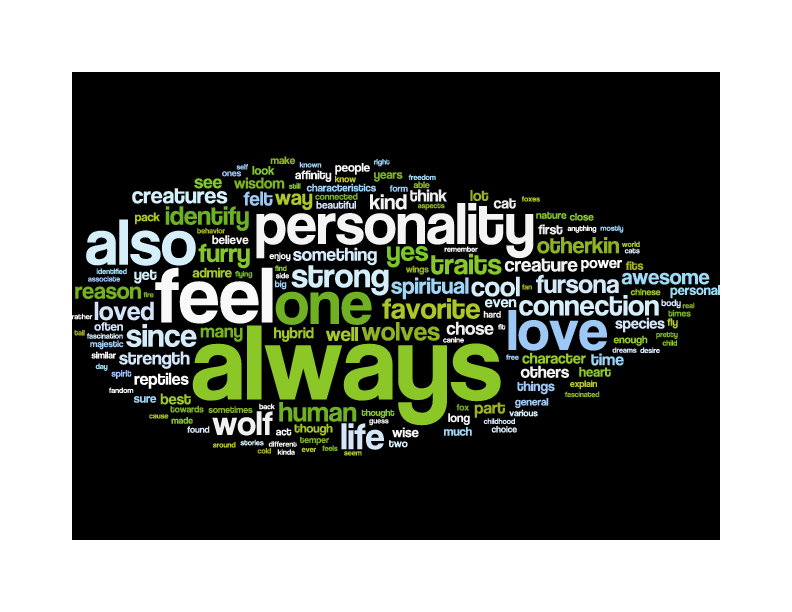 make known right
self
ones look affinity people years freedom
see wisdom still characteristics know form able
creatures felt way connected beautiful kind think lot cat foxes
aspects
pack identify personality nature close
behavior
also believe first anything mostly
furry enjoy something yes remember otherkin world
cats
identified yet admire flying find side strong wings traits creature power fits
associate big spiritual cool fan fursona awesome
reason fire feel one favorite even connection chinese personal
body real
rather loved hard times
often since many hybrid well wolves chose fit love species fly
tall fascination canine enough pretty
majestic always child
similar strength free character time dreams desire
day
spirit reptiles others heart
fandom things explain
sure best fascinated
towards sometimes back human thought fox part general
cause made guess long various
found wolf act though life wise childhood
much choice
around stories different temper two
cold kinda ever feels seem